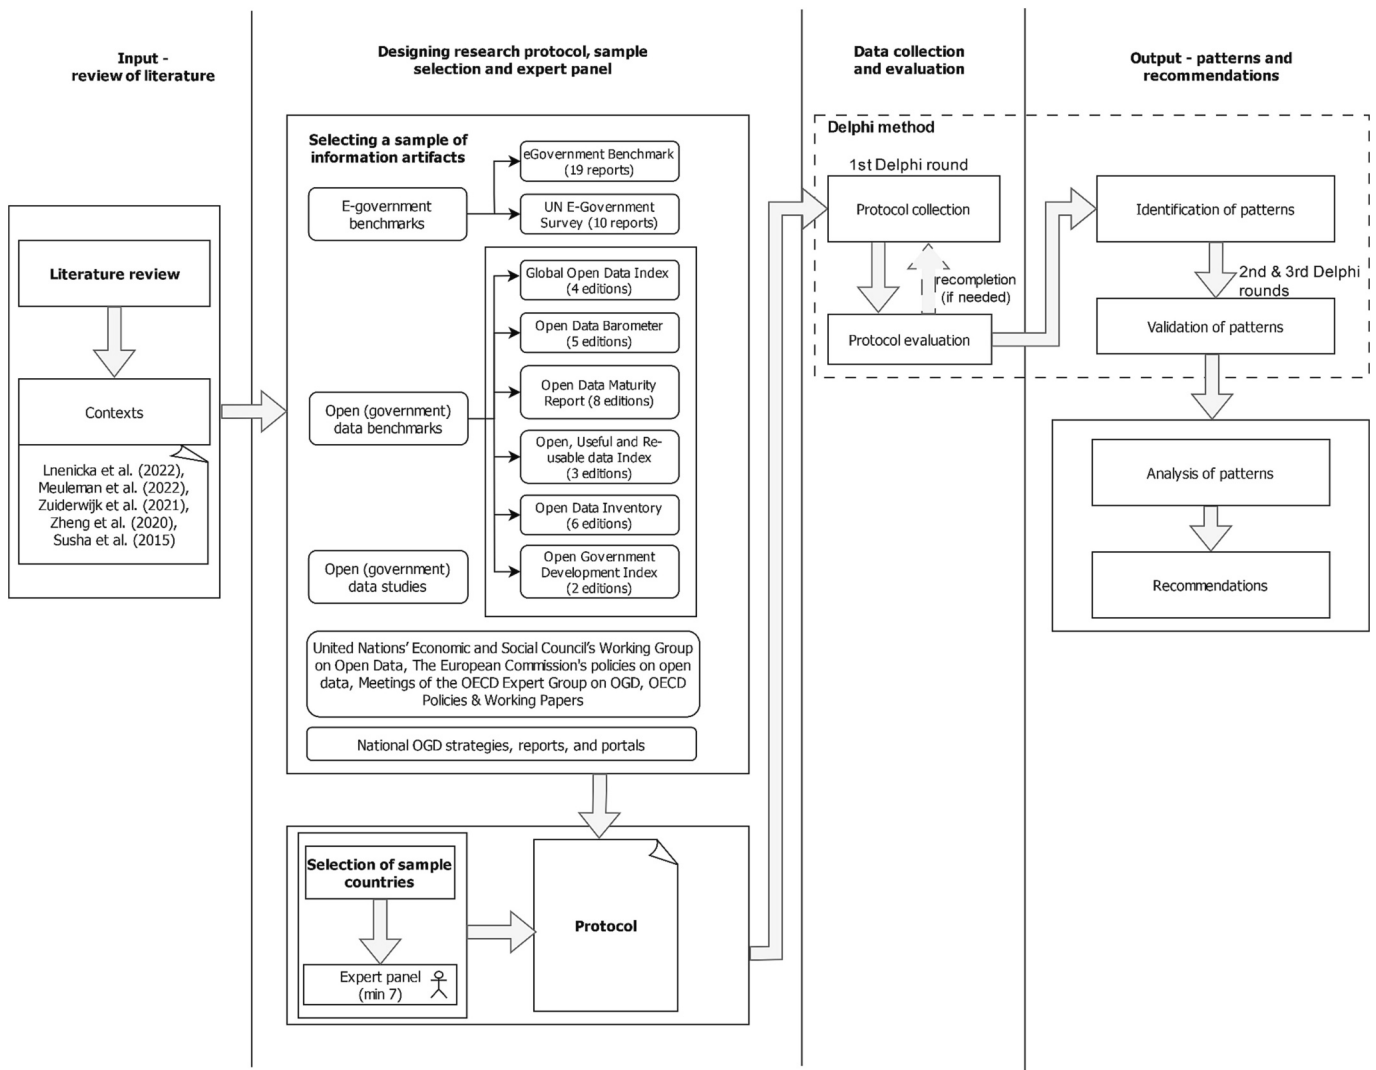 Input -
review of literature
Designing research protocol, sample
selection and expert panel
Data collection
and evaluation
Output - patterns and
recommendations
Literature review
Contexts
Lnenicka et al. (2022),
Meuleman et al. (2022),
Zuiderwijk et al. (2021),
Zheng et al. (2020),
Susha et al. (2015)
Selecting a sample of
information artifacts
E-government
benchmarks
eGovernment Benchmark
(19 reports)
UN E-Government
Survey (10 reports)
Open (government)
data benchmarks
Global Open Data Index
(4 editions)
Open Data Barometer
(5 editions)
Open Data Maturity
Report (8 editions)
Open, Useful and Re-
usable data Index
(3 editions)
Open Data Inventory
(6 editions)
Open Government
Development Index
(2 editions)
Open (government)
data studies
United Nations' Economic and Social Council's Working Group
on Open Data, The European Commission's policies on open
data, Meetings of the OECD Expert Group on OGD, OECD
Policies & Working Papers
National OGD strategies, reports, and portals
Selection of sample
countries
Expert panel
(min 7)
Protocol
Delphi method
1st Delphi round
Protocol collection
recompletion
(if needed)
Protocol evaluation
Identification of patterns
2nd & 3rd Delphi
rounds
Validation of patterns
Analysis of patterns
Recommendations